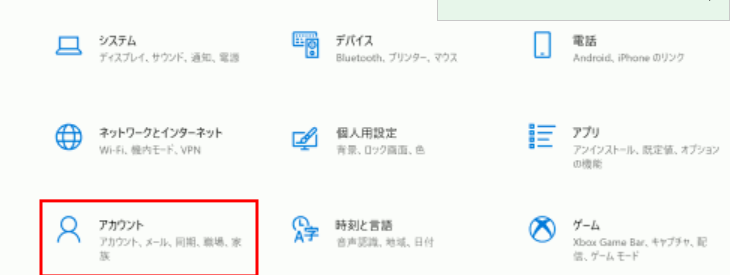 システム
ディスプレイ、サウンド、通知、電源
デバイス
Bluetooth、プリンター、マウス
電話
Android、iPhone のリンク
ネットワークとインターネット
Wi-Fi、機内モード、VPN
個人用設定
背景、ロック画面、色
アプリ
アンインストール、既定値、オプション
の機能
アカウント
アカウント、メール、同期、職場、家
族
時刻と言語
音声認識、地域、日付
ゲーム
Xbox Game Bar、キャプチャ、配
信、ゲーム モード